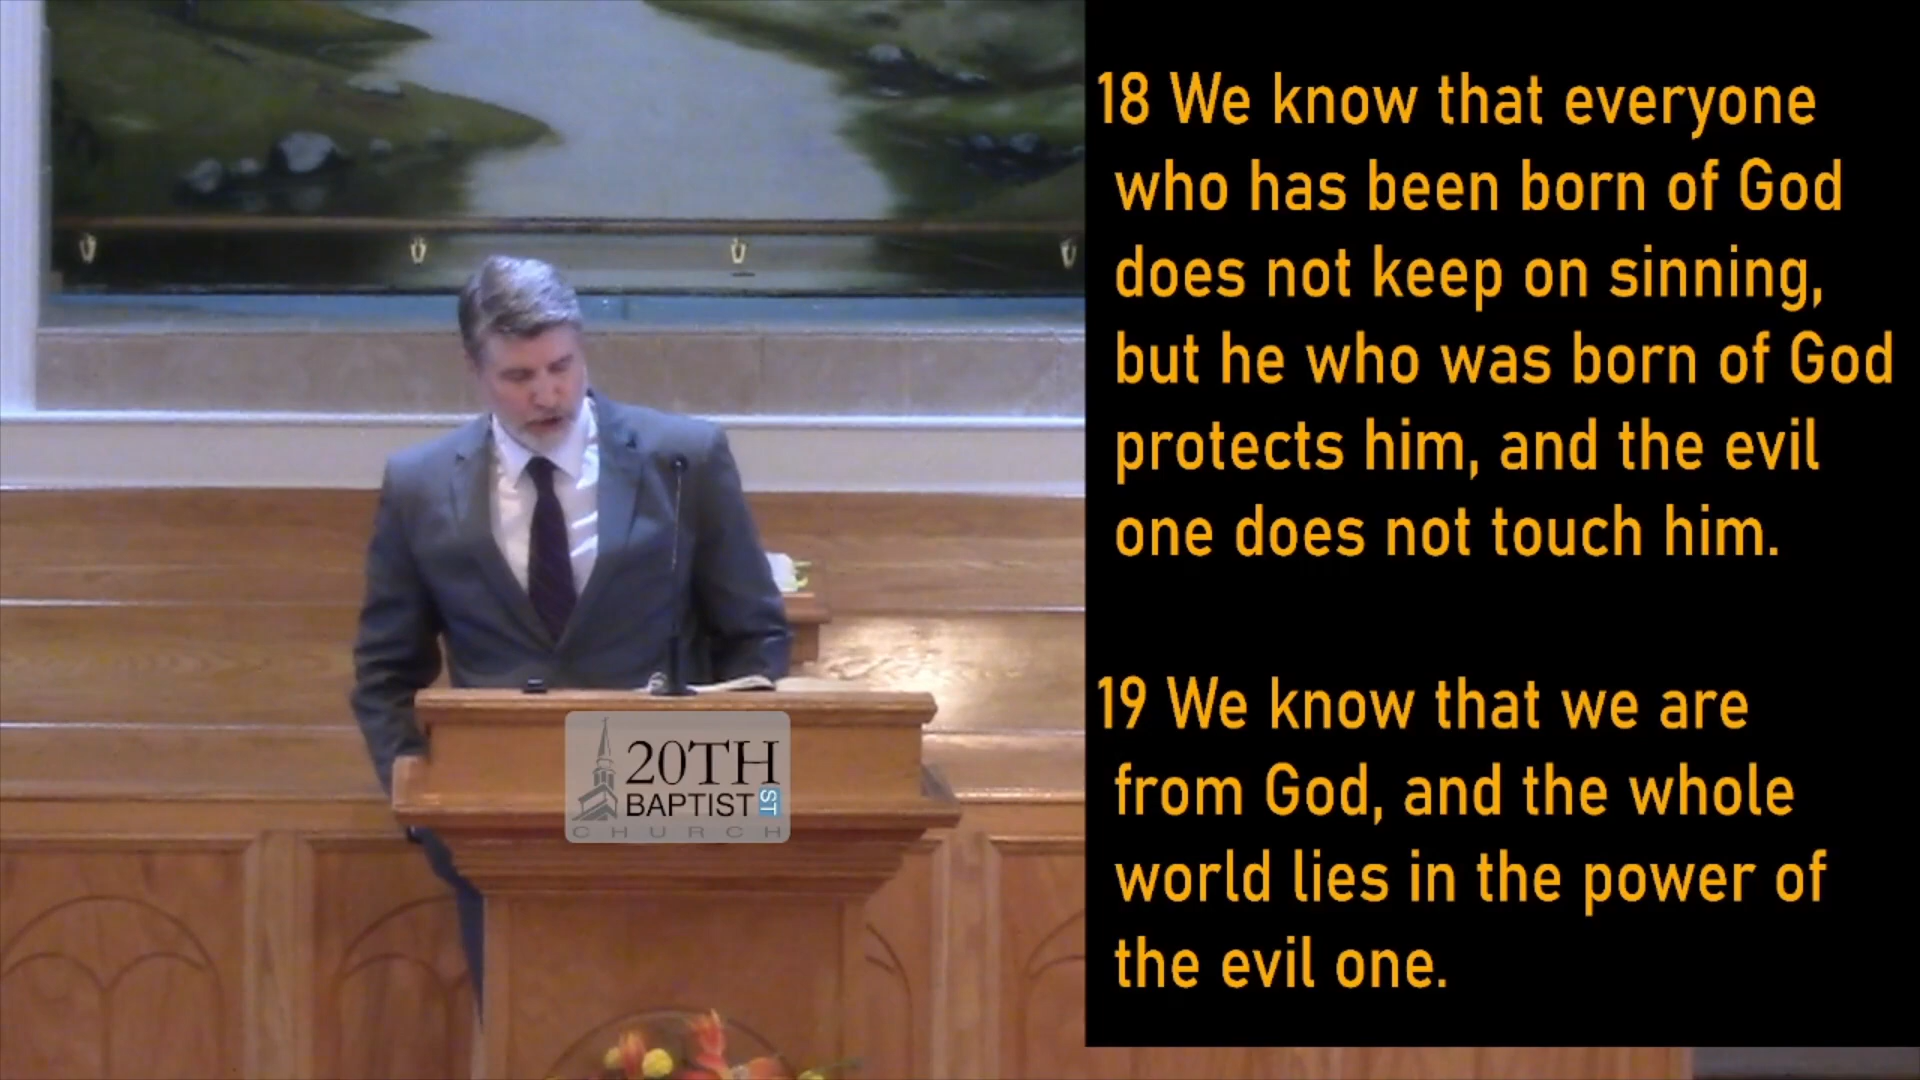 18 We know that everyone
who has been born of God
does not keep on sinning,
but he who was born of God
protects him, and the evil
one does not touch him.
19 We know that we are
from God, and the whole
world lies in the power of
the evil one.
20TH
BAPTIST ST
CHURCH